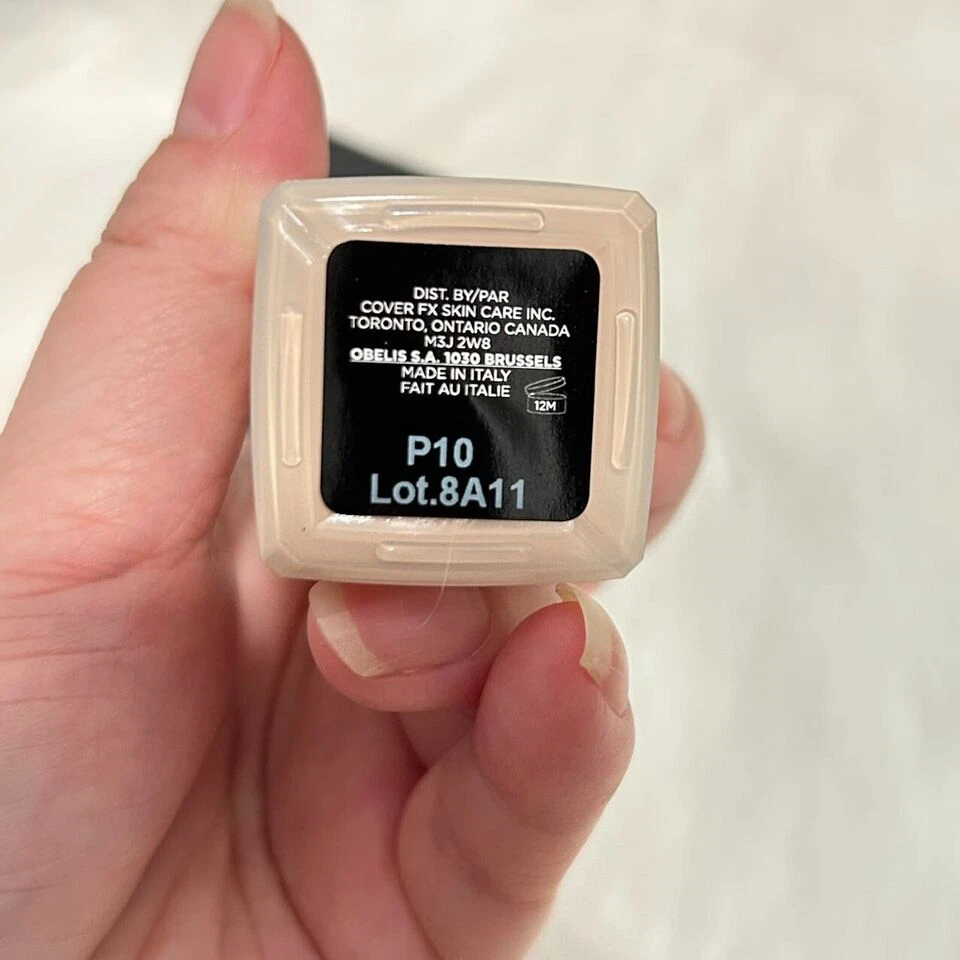 DIST. BY/PAR
COVER FX SKIN CARE INC.
TORONTO, ONTARIO CANADA
M3J 2W8
OBELIS S.A. 1030 BRUSSELS
MADE IN ITALY
FAIT AU ITALIE
12M
P10
Lot.8A11